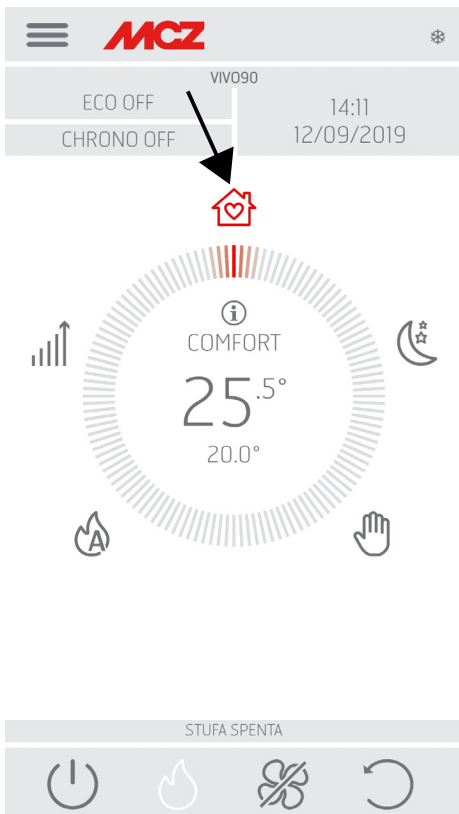 MCZ
VIVO90
ECO OFF
CHRONO OFF
14:11
12/09/2019
i
COMFORT
25.5°
20.0°
A
STUFA SPENTA